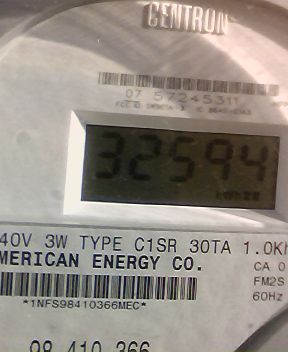 CENTRON
07 57245311
32594
40V 3W TYPE C1SR 30TA 1.0K
MERICAN ENERGY CO.
CA 0
FM2S
60Hz
*1NFS98410366MEC*
98 410 366